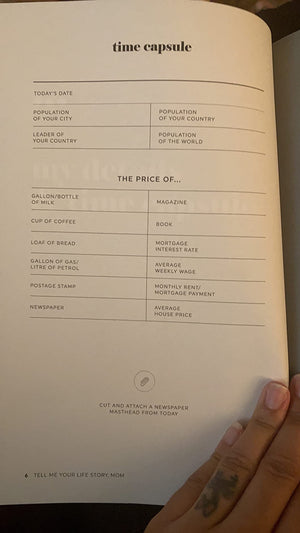 time capsule
TODAY'S DATE
POPULATION
OF YOUR CITY
POPULATION
OF YOUR COUNTRY
LEADER OF
YOUR COUNTRY
POPULATION
OF THE WORLD
THE PRICE OF...
GALLON/BOTTLE
OF MILK
MAGAZINE
CUP OF COFFEE
BOOK
LOAF OF BREAD
MORTGAGE
INTEREST RATE
GALLON OF GAS/
LITRE OF PETROL
AVERAGE
WEEKLY WAGE
POSTAGE STAMP
MONTHLY RENT/
MORTGAGE PAYMENT
NEWSPAPER
AVERAGE
HOUSE PRICE
CUT AND ATTACH A NEWSPAPER
MASTHEAD FROM TODAY
6 TELL ME YOUR LIFE STORY, MOM